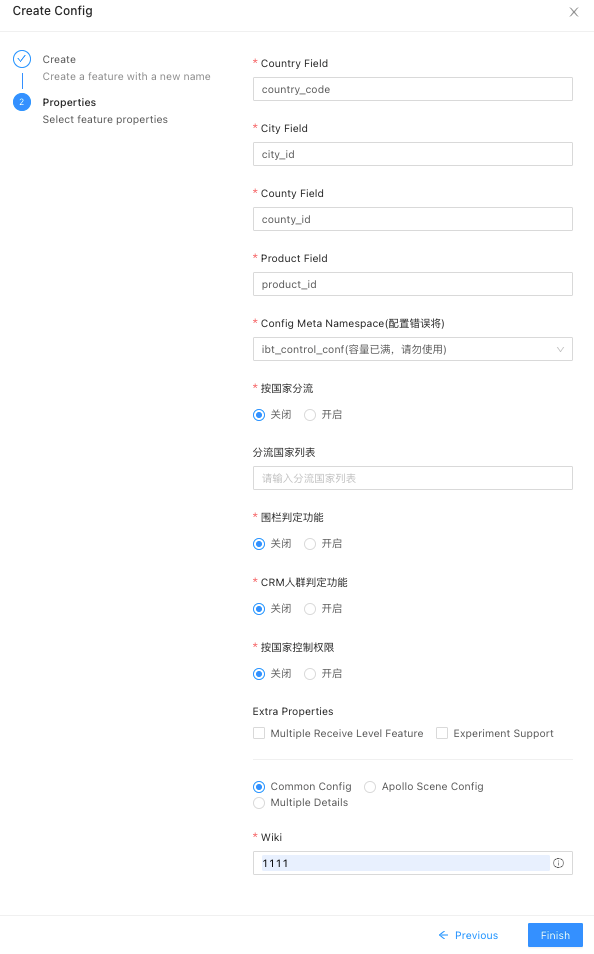 Create Config
Create
Create a feature with a new name
2
Properties
Select feature properties
* Country Field
country_code
* City Field
city_id
* County Field
county_id
* Product Field
product_id
* Config Meta Namespace(配置错误将)
ibt_control_conf(容量已满，请勿使用)
* 按国家分流
关闭 开启
分流国家列表
请输入分流国家列表
* 围栏判定功能
关闭 开启
* CRM人群判定功能
关闭 开启
* 按国家控制权限
关闭 开启
Extra Properties
Multiple Receive Level Feature Experiment Support
Common Config Apollo Scene Config
Multiple Details
* Wiki
1111
Previous Finish